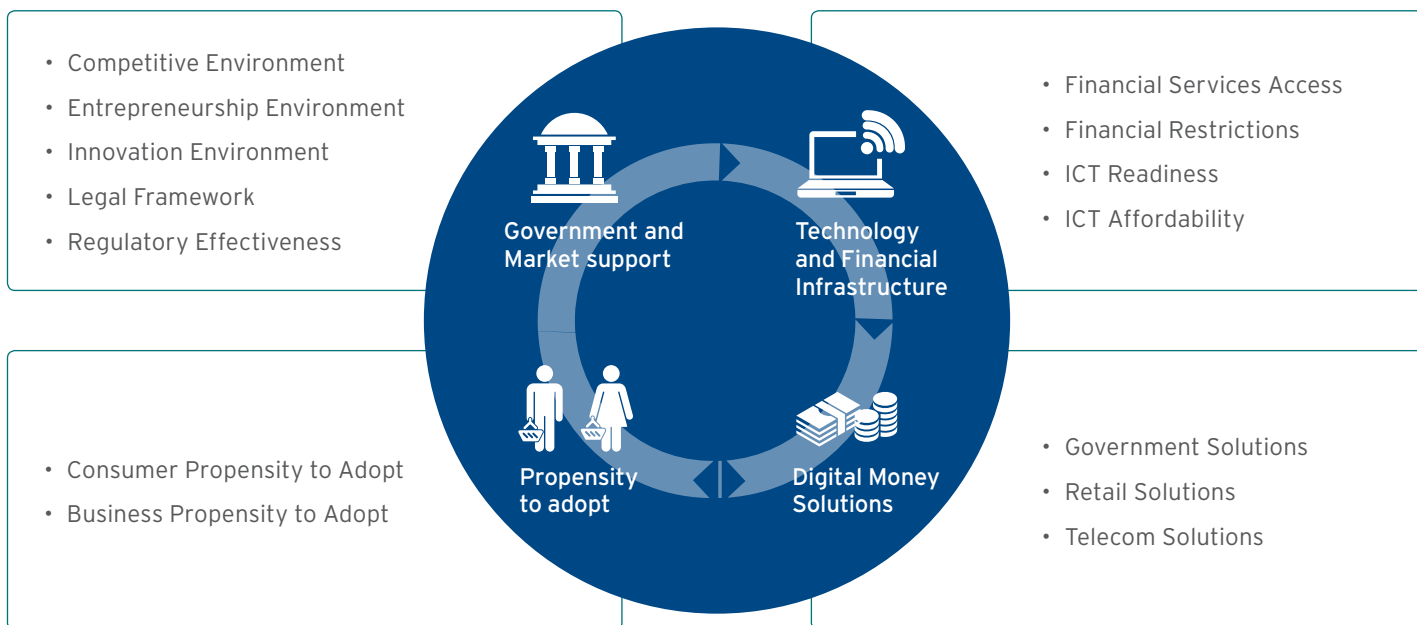 • Competitive Environment
• Entrepreneurship Environment
• Innovation Environment
• Legal Framework
• Regulatory Effectiveness
Government and
Market support
Technology
and Financial
Infrastructure
• Financial Services Access
• Financial Restrictions
• ICT Readiness
• ICT Affordability
• Consumer Propensity to Adopt
• Business Propensity to Adopt
Propensity
to adopt
Digital Money
Solutions
• Government Solutions
• Retail Solutions
• Telecom Solutions